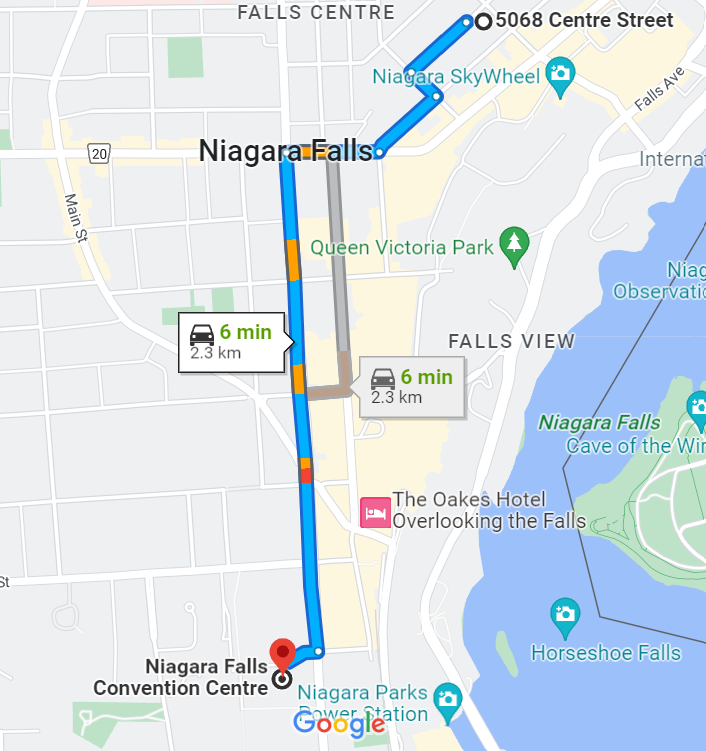 FALLS CENTRE
5068 Centre Street
Niagara SkyWheel
Falls Ave
20
Niagara Falls
Interna
Main St
Queen Victoria Park
Niag
Observatio
6 min
2.3 km
FALLS VIEW
6 min
2.3 km
Niagara Falls
Cave of the Win
The Oakes Hotel
Overlooking the Falls
St
Horseshoe Falls
Niagara Falls
Convention Centre
Niagara Parks
Power Station
Google